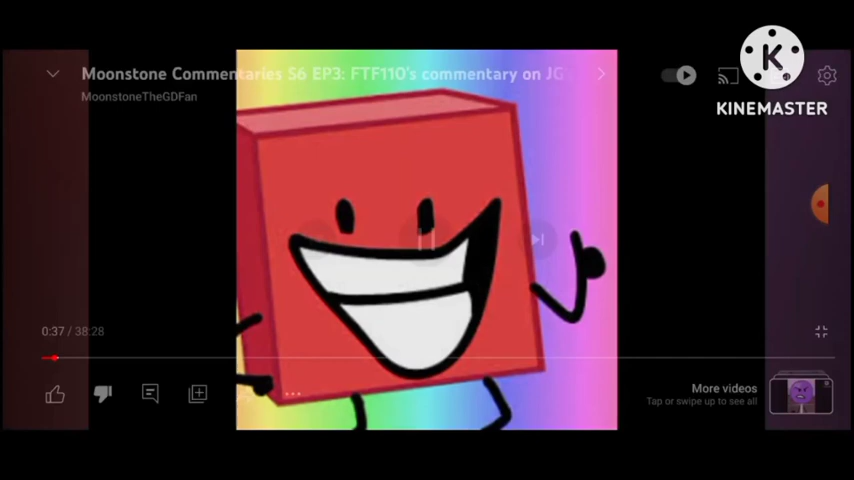 Moonstone Commentaries S6 EP3: FTF110's commentary on JG
MoonstoneTheGDFan
KINEMASTER
0:37 / 38:28
More videos
Tap or swipe up to see all